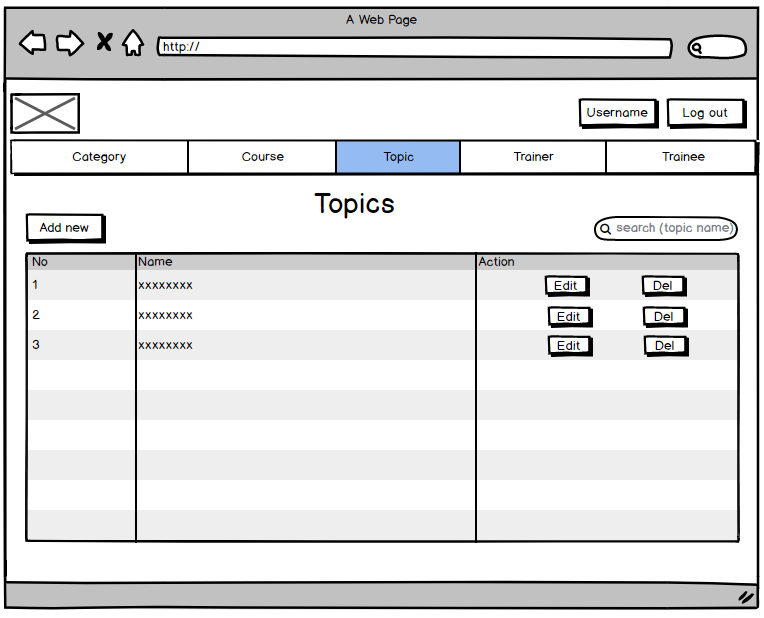 A Web Page
http://
Username Log out
Category Course Topic Trainer Trainee
Topics
Add new search (topic name)
No Name Action
1 xxxxxxxx Edit Del
2 xxxxxxxx Edit Del
3 xxxxxxxx Edit Del